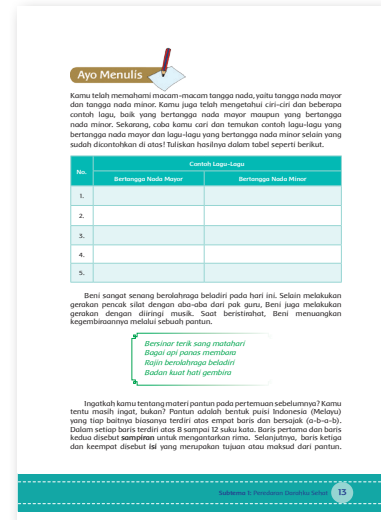 Ayo Menulis
Kamu telah memahami macam-macam tangga nada, yaitu tangga nada mayor
dan tangga nada minor. Kamu juga telah mengetahui ciri-ciri dan beberapa
contoh lagu, baik yang bertangga nada mayor maupun yang bertangga
nada minor. Sekarang, coba kamu cari dan temukan contoh lagu-lagu yang
bertangga nada mayor dan lagu-lagu yang bertangga nada minor selain yang
sudah dicontohkan di atas! Tuliskan hasilnya dalam tabel seperti berikut.
No.
Contoh Lagu-Lagu
Bertangga Nada Mayor
Bertangga Nada Minor
1.
2.
3.
4.
5.
Beni sangat senang berolahraga beladiri pada hari ini. Selain melakukan
gerakan pencak silat dengan aba-aba dari pak guru, Beni juga melakukan
gerakan dengan diiringi musik. Saat beristirahat, Beni menuangkan
kegembiraannya melalui sebuah pantun.
Bersinar terik sang matahari
Bagai api panas membara
Rajin berolahraga beladiri
Badan kuat hati gembira
Ingatkah kamu tentang materi pantun pada pertemuan sebelumnya? Kamu
tentu masih ingat, bukan? Pantun adalah bentuk puisi Indonesia (Melayu)
yang tiap baitnya biasanya terdiri atas empat baris dan bersajak (a-b-a-b).
Dalam setiap baris terdiri atas 8 sampai 12 suku kata. Baris pertama dan baris
kedua disebut sampiran untuk mengantarkan rima. Selanjutnya, baris ketiga
dan keempat disebut isi yang merupakan tujuan atau maksud dari pantun.
Subtema 1: Peredaran Darahku Sehat 13